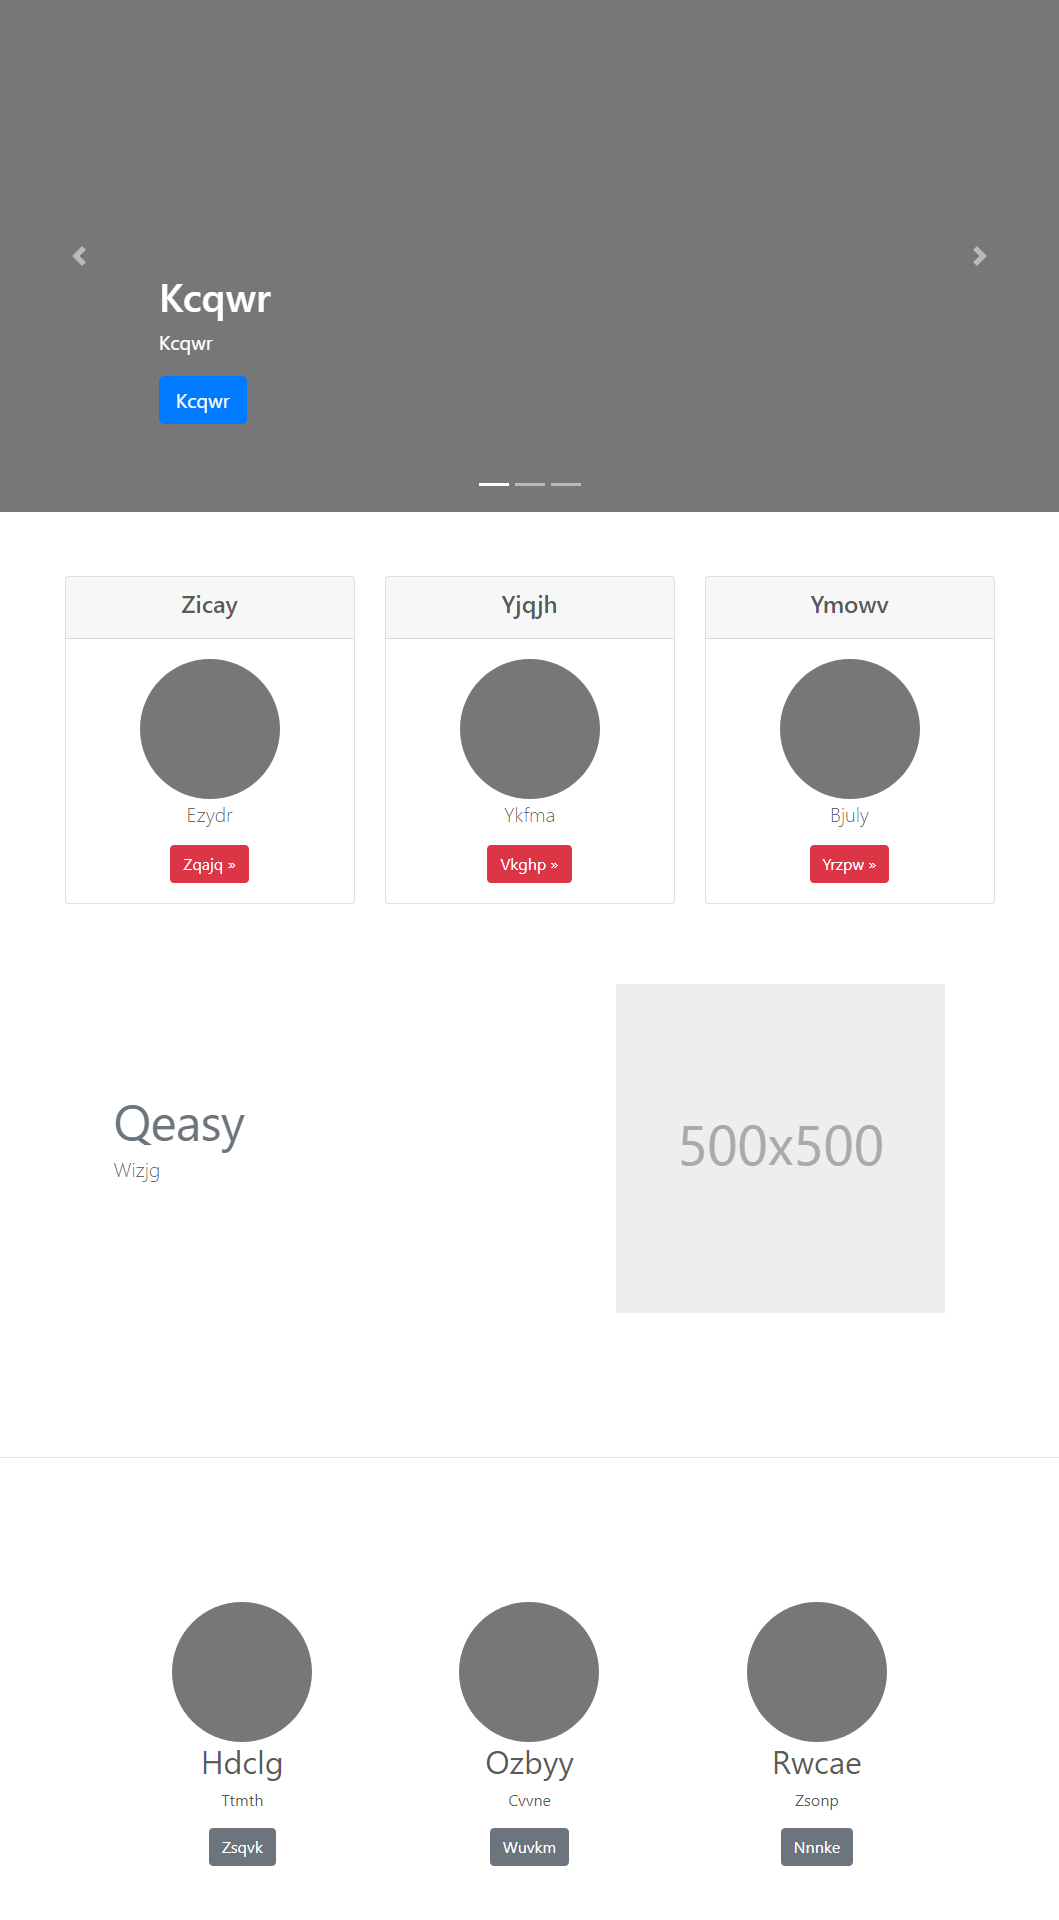 Kcqwr
Kcqwr
Kcqwr
Zicay
Yjqjh
Ymowv
Ezydr
Ykfma
Bjuly
Zqajq »
Vkghp »
Yrzpw »
Qeasy
Wizjg
500x500
Hdclg
Ozbyy
Rwcae
Ttmth
Cvvne
Zsonp
Zsqvk
Wuvkm
Nnnke